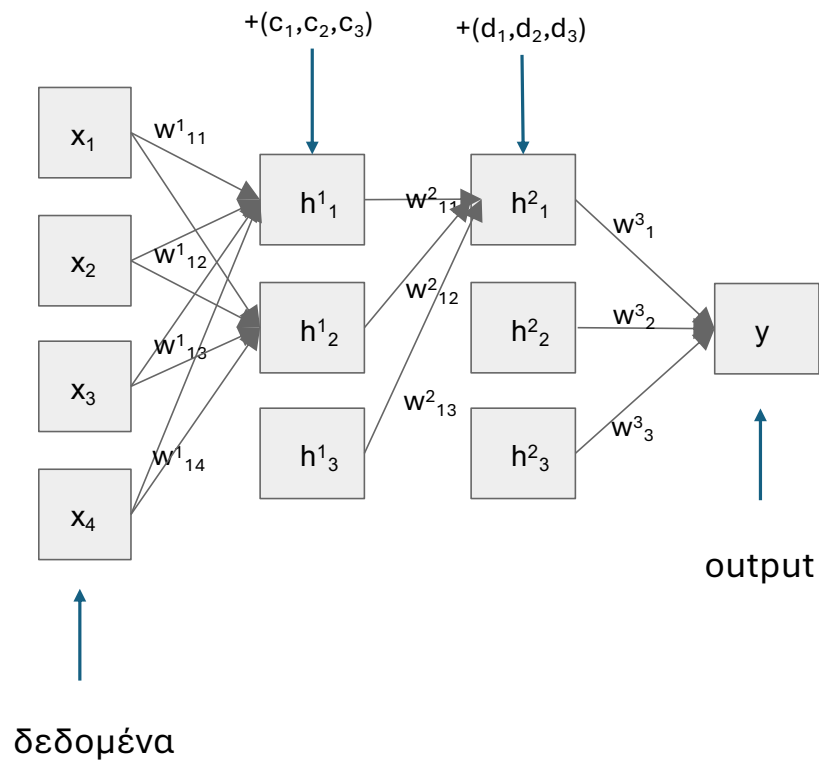 +(c₁,c₂,c₃)
+(d₁,d₂,d₃)
x₁
x₂
x₃
x₄
w¹₁₁
w¹₁₂
w¹₁₃
w¹₁₄
h¹₁
h¹₂
h¹₃
w²₁₁
w²₁₂
w²₁₃
h²₁
h²₂
h²₃
w³₁
w³₂
w³₃
y
output
δεδομένα